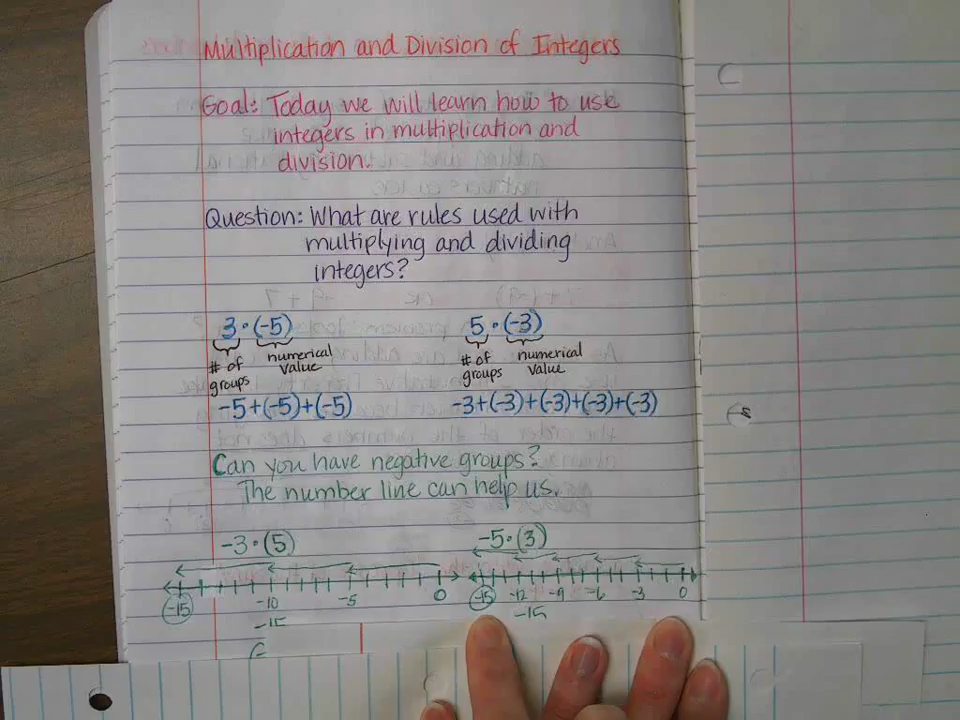 Multiplication and Division of Integers
Goal: Today we will learn how to use
integers in multiplication and
division.
Question: What are rules used with
multiplying and dividing
integers?
3 · (-5)
# of groups
numerical value
-5+(-5)+(-5)
5 · (-3)
# of groups
numerical value
-3+(-3)+(-3)+(-3)+(-3)
Can you have negative groups?
The number line can help us.
-3 · (5)
-15 -10 -5 0
-15
-5 · (3)
-15 -12 -9 -6 -3 0
-15